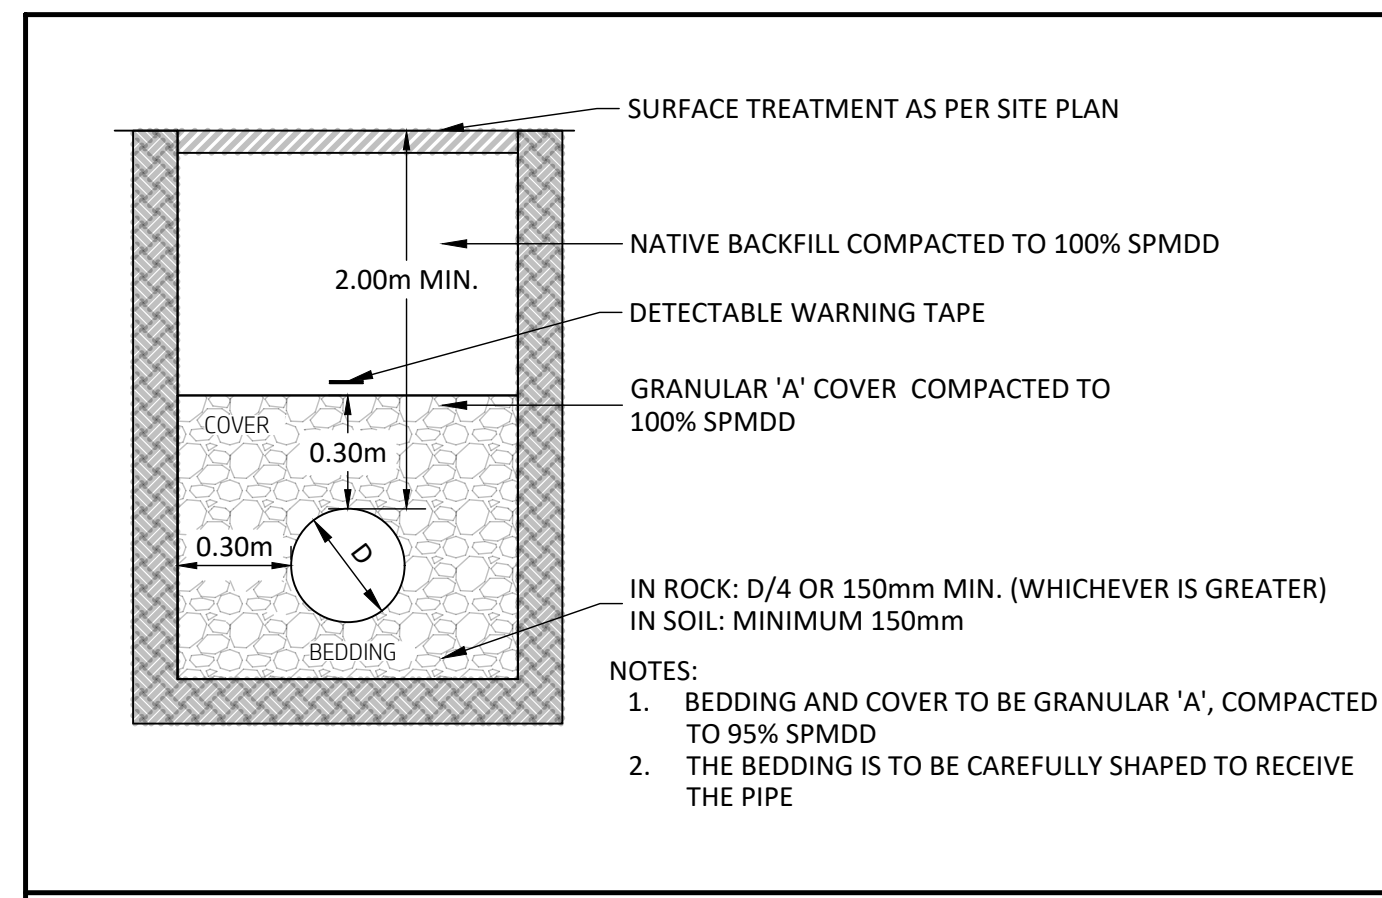 SURFACE TREATMENT AS PER SITE PLAN
NATIVE BACKFILL COMPACTED TO 100% SPMDD
2.00m MIN.
DETECTABLE WARNING TAPE
GRANULAR 'A' COVER COMPACTED TO
100% SPMDD
COVER
0.30m
0.30m
D
IN ROCK: D/4 OR 150mm MIN. (WHICHEVER IS GREATER)
IN SOIL: MINIMUM 150mm
BEDDING
NOTES:
1. BEDDING AND COVER TO BE GRANULAR 'A', COMPACTED
TO 95% SPMDD
2. THE BEDDING IS TO BE CAREFULLY SHAPED TO RECEIVE
THE PIPE